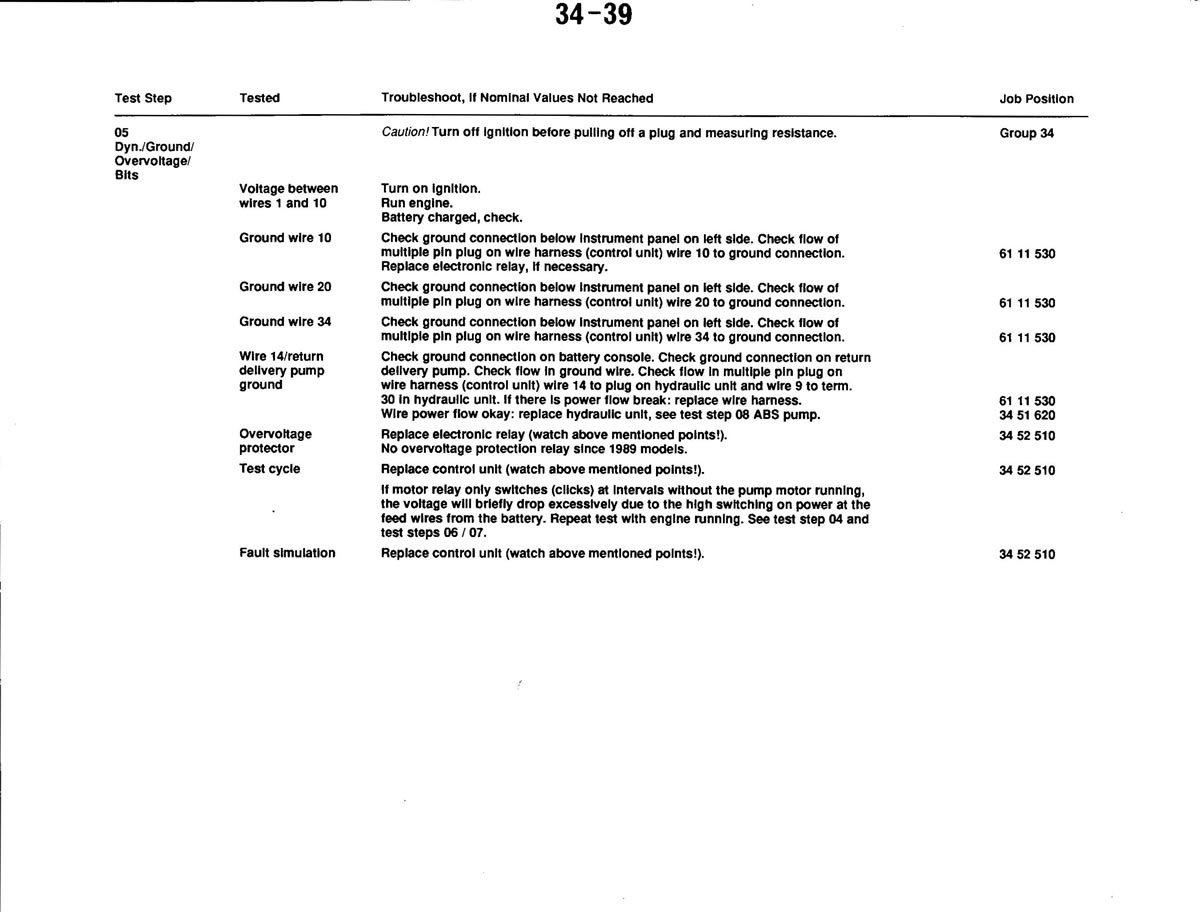 34-39
Test Step Tested Troubleshoot, If Nominal Values Not Reached Job Position
05 Caution! Turn off ignition before pulling off a plug and measuring resistance. Group 34
Dyn./Ground/
Overvoltage/
Bits
Voltage between Turn on ignition.
wires 1 and 10 Run engine.
Battery charged, check.
Ground wire 10 Check ground connection below instrument panel on left side. Check flow of
multiple pin plug on wire harness (control unit) wire 10 to ground connection. 61 11 530
Replace electronic relay, if necessary.
Ground wire 20 Check ground connection below instrument panel on left side. Check flow of
multiple pin plug on wire harness (control unit) wire 20 to ground connection. 61 11 530
Ground wire 34 Check ground connection below instrument panel on left side. Check flow of
multiple pin plug on wire harness (control unit) wire 34 to ground connection. 61 11 530
Wire 14/return Check ground connection on battery console. Check ground connection on return
delivery pump delivery pump. Check flow in ground wire. Check flow in multiple pin plug on
ground wire harness (control unit) wire 14 to plug on hydraulic unit and wire 9 to term.
30 in hydraulic unit. If there is power flow break: replace wire harness. 61 11 530
Wire power flow okay: replace hydraulic unit, see test step 08 ABS pump. 34 51 620
Overvoltage Replace electronic relay (watch above mentioned points!). 34 52 510
protector No overvoltage protection relay since 1989 models.
Test cycle Replace control unit (watch above mentioned points!). 34 52 510
If motor relay only switches (clicks) at intervals without the pump motor running,
the voltage will briefly drop excessively due to the high switching on power at the
feed wires from the battery. Repeat test with engine running. See test step 04 and
test steps 06 / 07.
Fault simulation Replace control unit (watch above mentioned points!). 34 52 510